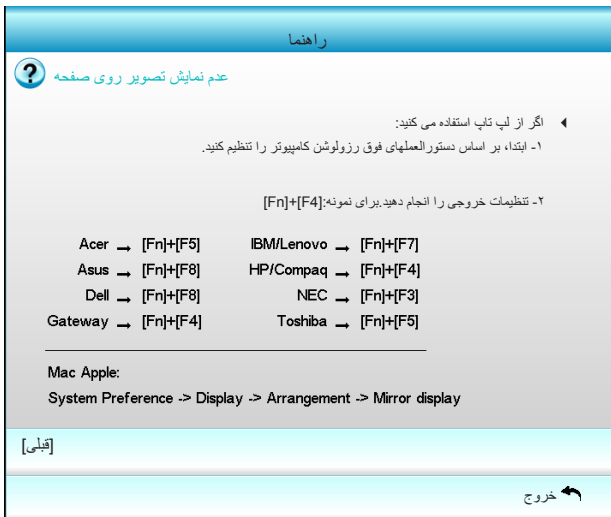 راهنما
عدم نمایش تصویر روی صفحه
اگر از لپ تاپ استفاده می کنید:
۱- ابتدا، بر اساس دستورالعملهای فوق رزولوشن کامپیوتر را تنظیم کنید.
۲- تنظیمات خروجی را انجام دهید.برای نمونه:[Fn]+[F4]
Acer → [Fn]+[F5] IBM/Lenovo → [Fn]+[F7]
Asus → [Fn]+[F8] HP/Compaq → [Fn]+[F4]
Dell → [Fn]+[F8] NEC → [Fn]+[F3]
Gateway → [Fn]+[F4] Toshiba → [Fn]+[F5]
Mac Apple:
System Preference -> Display -> Arrangement -> Mirror display
[قبلی]
خروج